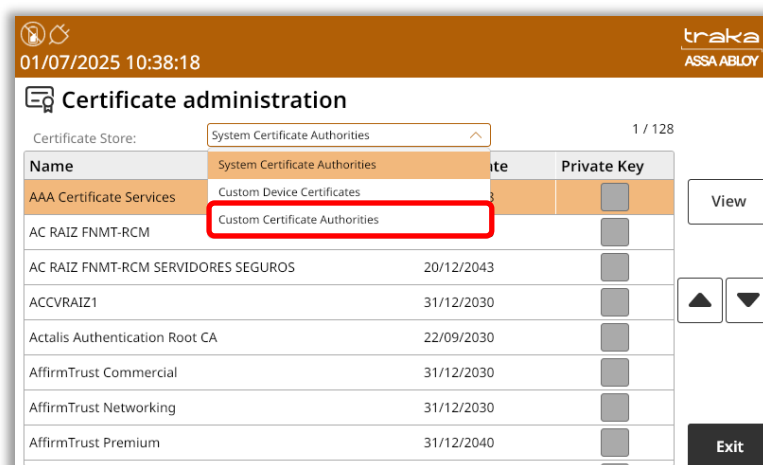 traka
01/07/2025 10:38:18
ASSA ABLOY
Certificate administration
Certificate Store:
System Certificate Authorities
1 / 128
Name
Private Key
System Certificate Authorities
Custom Device Certificates
Custom Certificate Authorities
AAA Certificate Services
View
AC RAIZ FNMT-RCM
AC RAIZ FNMT-RCM SERVIDORES SEGUROS 20/12/2043
ACCVRAIZ1 31/12/2030
Actalis Authentication Root CA 22/09/2030
AffirmTrust Commercial 31/12/2030
AffirmTrust Networking 31/12/2030
AffirmTrust Premium 31/12/2040
Exit